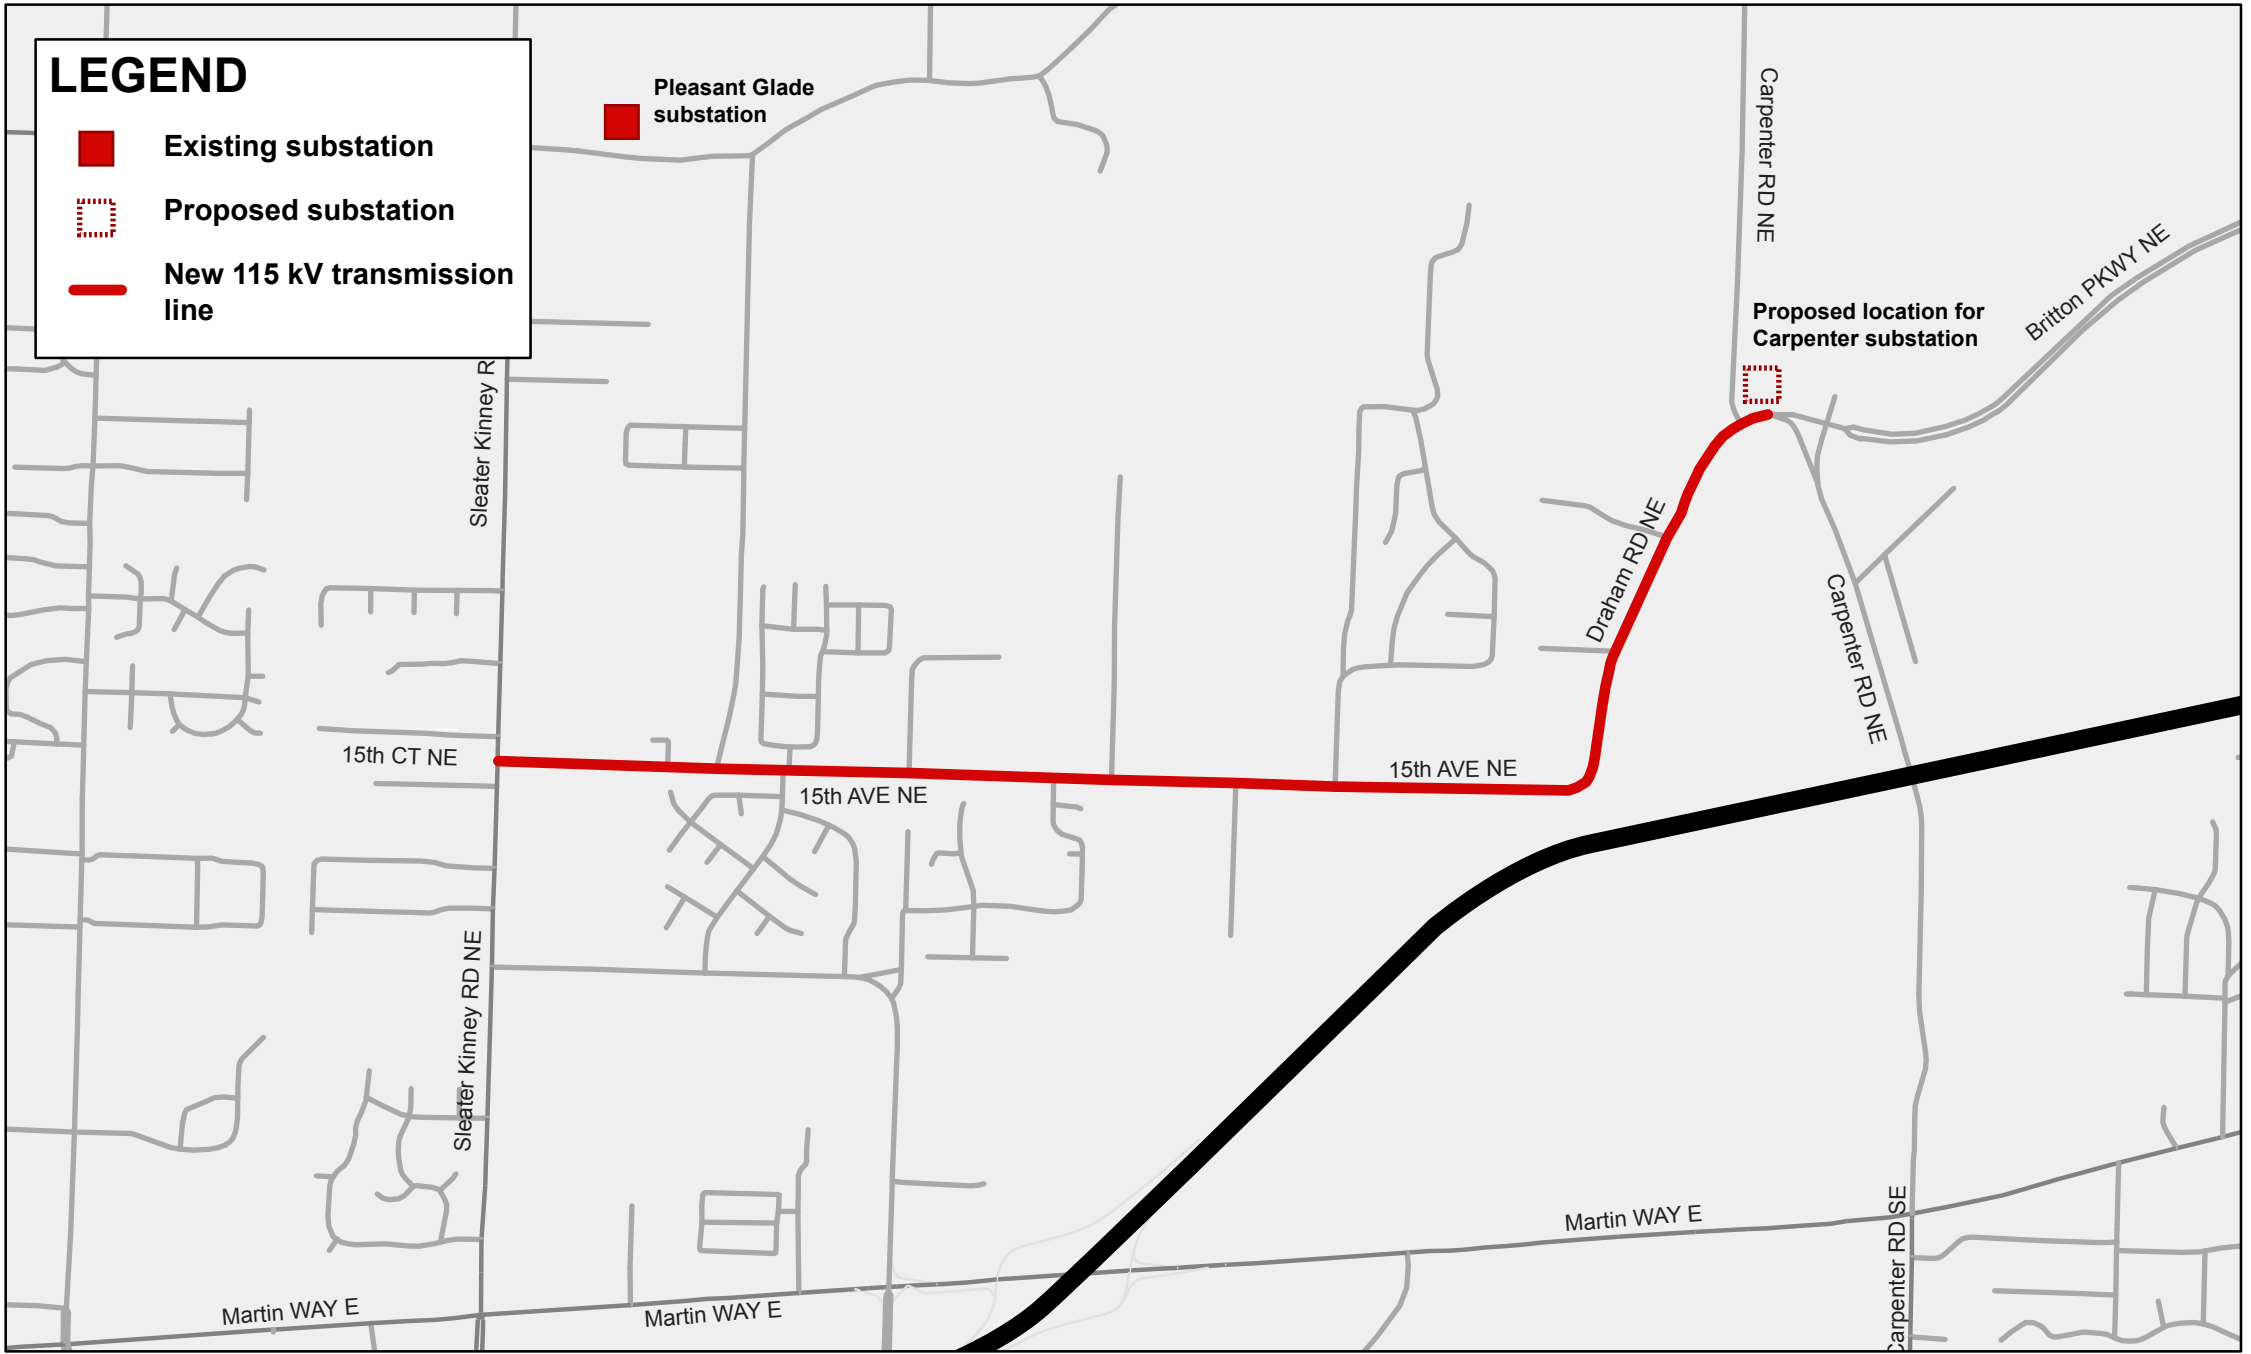 LEGEND
Existing substation
Proposed substation
New 115 kV transmission
line
Pleasant Glade
substation
Carpenter RD NE
Britton PKWY NE
Proposed location for
Carpenter substation
Sleater Kinney R
Draham RD NE
Carpenter RD NE
15th CT NE
15th AVE NE
15th AVE NE
Sleater Kinney RD NE
Martin WAY E
Carpenter RD SE
Martin WAY E
Martin WAY E